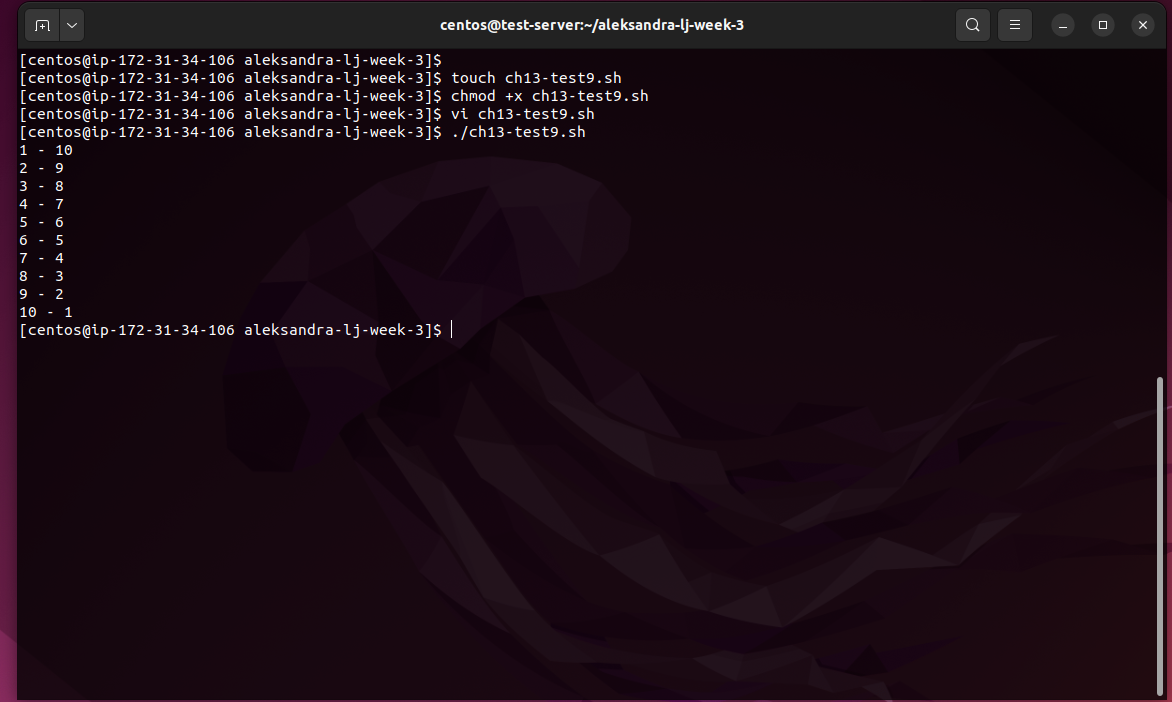 centos@test-server:~/aleksandra-lj-week-3
[centos@ip-172-31-34-106 aleksandra-lj-week-3]$
[centos@ip-172-31-34-106 aleksandra-lj-week-3]$ touch ch13-test9.sh
[centos@ip-172-31-34-106 aleksandra-lj-week-3]$ chmod +x ch13-test9.sh
[centos@ip-172-31-34-106 aleksandra-lj-week-3]$ vi ch13-test9.sh
[centos@ip-172-31-34-106 aleksandra-lj-week-3]$ ./ch13-test9.sh
1 - 10
2 - 9
3 - 8
4 - 7
5 - 6
6 - 5
7 - 4
8 - 3
9 - 2
10 - 1
[centos@ip-172-31-34-106 aleksandra-lj-week-3]$